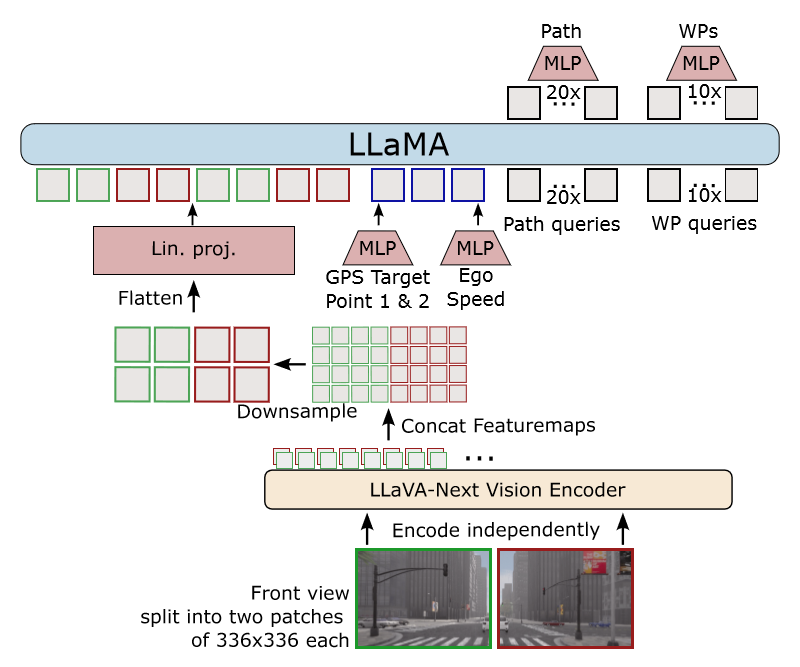 Path
WPs
MLP
MLP
20x
...
10x
...
LLaMA
...
20x
...
10x
Path queries
WP queries
Lin. proj.
MLP
MLP
GPS Target
Point 1 & 2
Ego
Speed
Flatten
Downsample
Concat Featuremaps
...
LLaVA-Next Vision Encoder
Encode independently
Front view
split into two patches
of 336x336 each